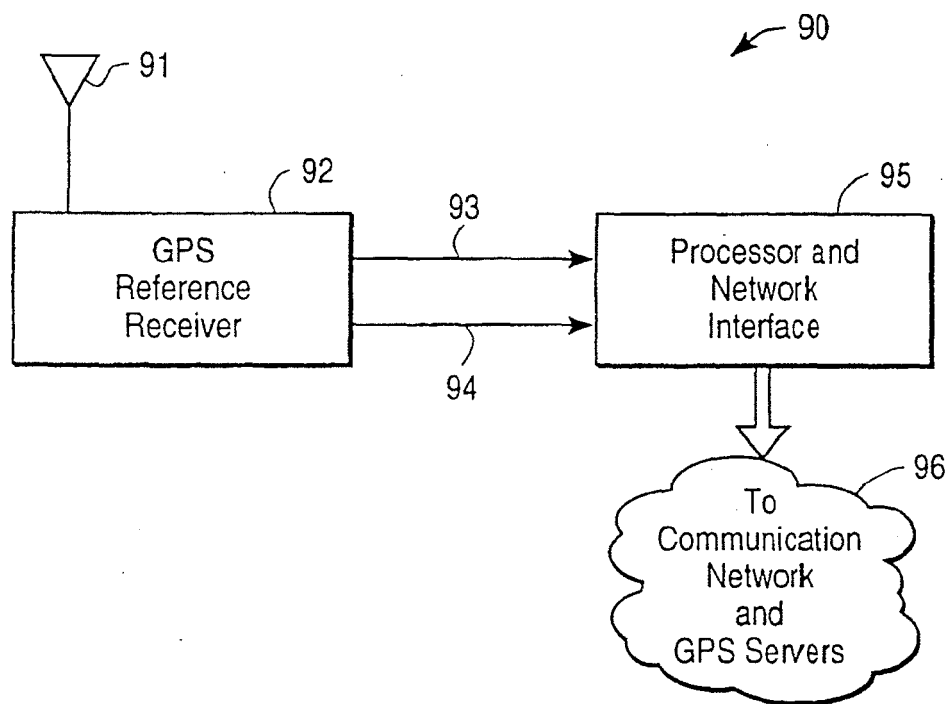 90
91
92
GPS
Reference
Receiver
93
94
95
Processor and
Network
Interface
96
To
Communication
Network
and
GPS Servers